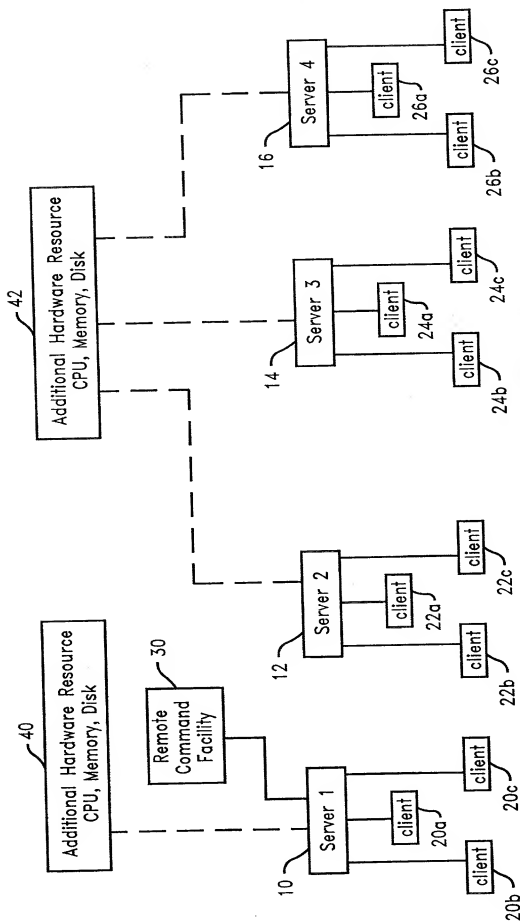 40
Additional Hardware Resource
CPU, Memory, Disk
42
Additional Hardware Resource
CPU, Memory, Disk
30
Remote
Command
Facility
10
Server 1
12
Server 2
14
Server 3
16
Server 4
client
20a
client
22a
client
24a
client
26a
client
20b
client
20c
client
22b
client
22c
client
24b
client
24c
client
26b
client
26c